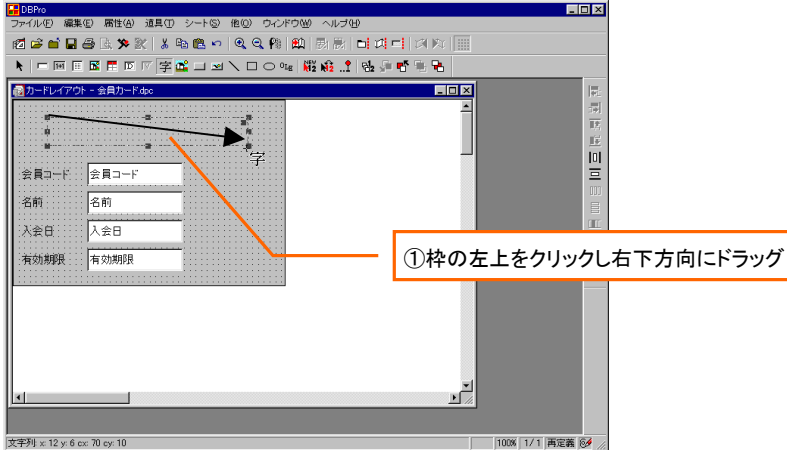 DBPro
ファイル(F) 編集(E) 属性(A) 道具(T) シート(S) 他(O) ウィンドウ(W) ヘルプ(H)
字
カードレイアウト - 会員カード.dpc
字
会員コード 会員コード
名前 名前
入会日 入会日
有効期限 有効期限
①枠の左上をクリックし右下方向にドラッグ
文字列: x: 12 y: 6 cx: 70 cy: 10 100% 1/ 1 再定義